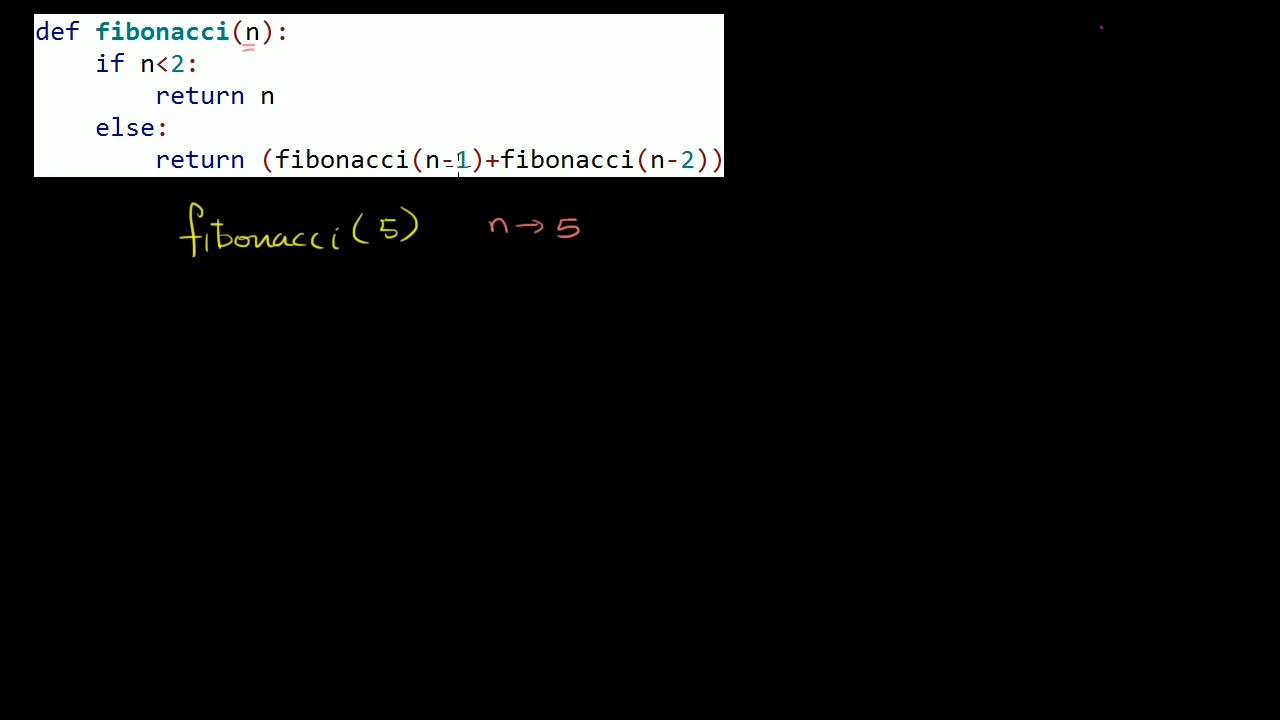 def fibonacci(n):
    if n<2:
        return n
    else:
        return (fibonacci(n-1)+fibonacci(n-2))
fibonacci(5) n→5